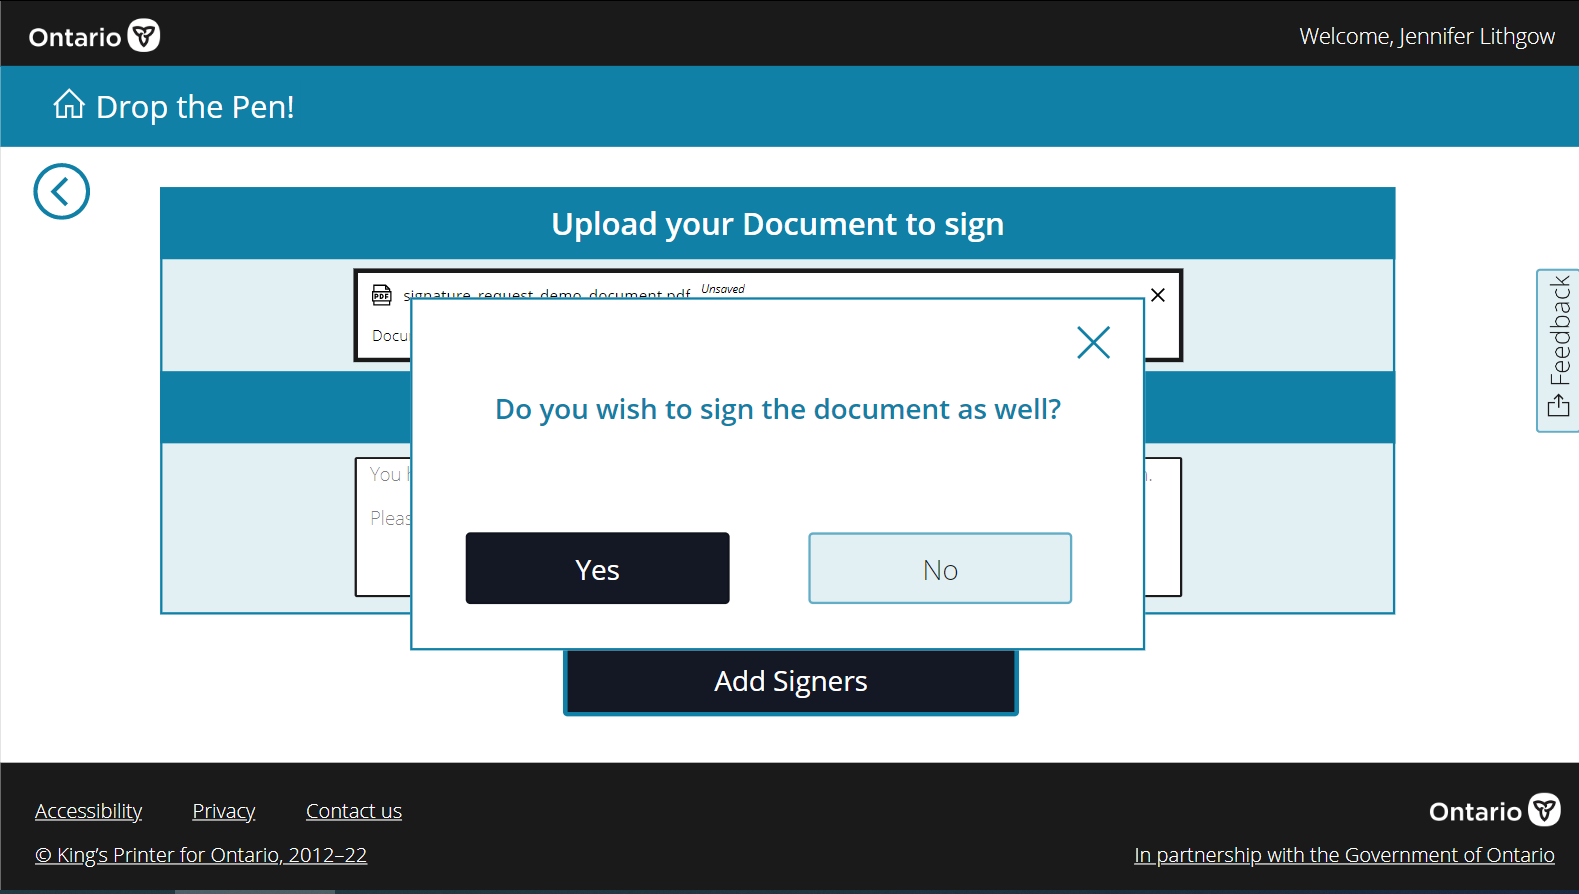 Ontario
Welcome, Jennifer Lithgow
Drop the Pen!
Upload your Document to sign
PDF signature_request_demo_document.pdf Unsaved
Docu
Do you wish to sign the document as well?
You
Pleas
Yes
No
Add Signers
Feedback
Accessibility Privacy Contact us
Ontario
© King's Printer for Ontario, 2012–22
In partnership with the Government of Ontario